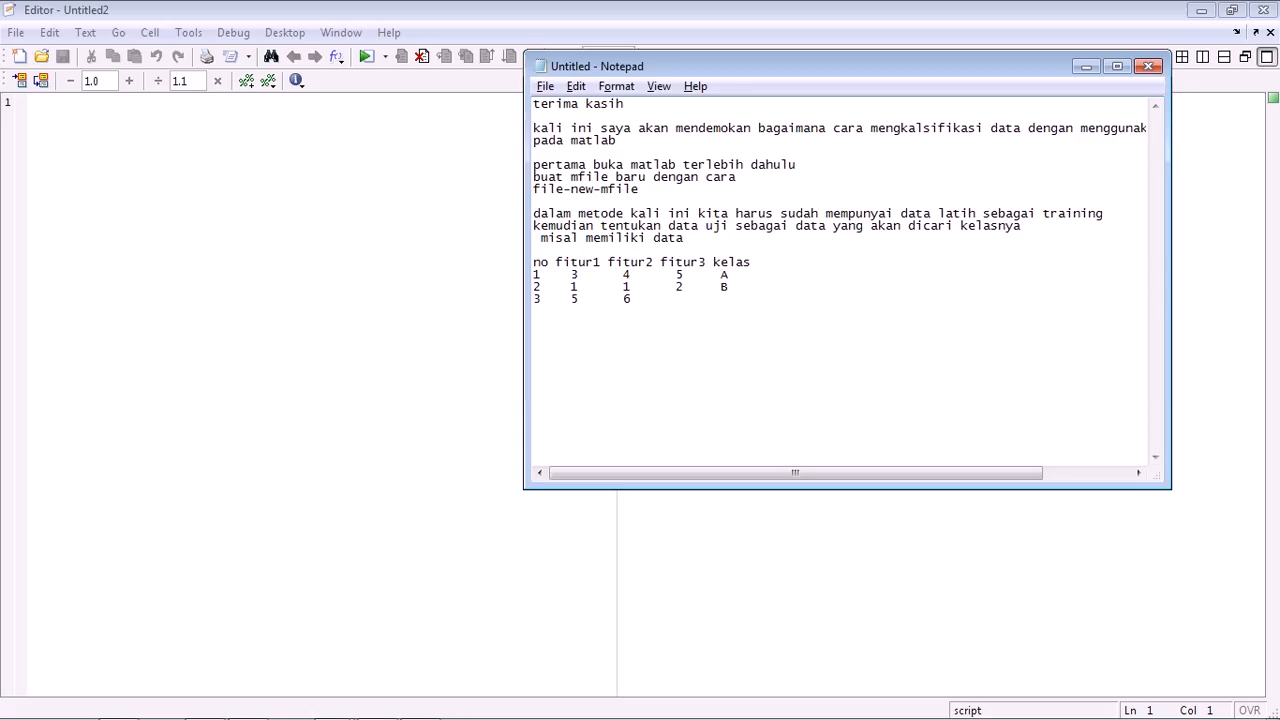 Editor - Untitled2
File Edit Text Go Cell Tools Debug Desktop Window Help
1.0 1.1
1
Untitled - Notepad
File Edit Format View Help
terima kasih
kali ini saya akan mendemokan bagaimana cara mengkalsifikasi data dengan menggunak
pada matlab
pertama buka matlab terlebih dahulu
buat mfile baru dengan cara
file-new-mfile
dalam metode kali ini kita harus sudah mempunyai data latih sebagai training
kemudian tentukan data uji sebagai data yang akan dicari kelasnya
misal memiliki data
no fitur1 fitur2 fitur3 kelas
1 3 4 5 A
2 1 1 2 B
3 5 6
script Ln 1 Col 1 OVR